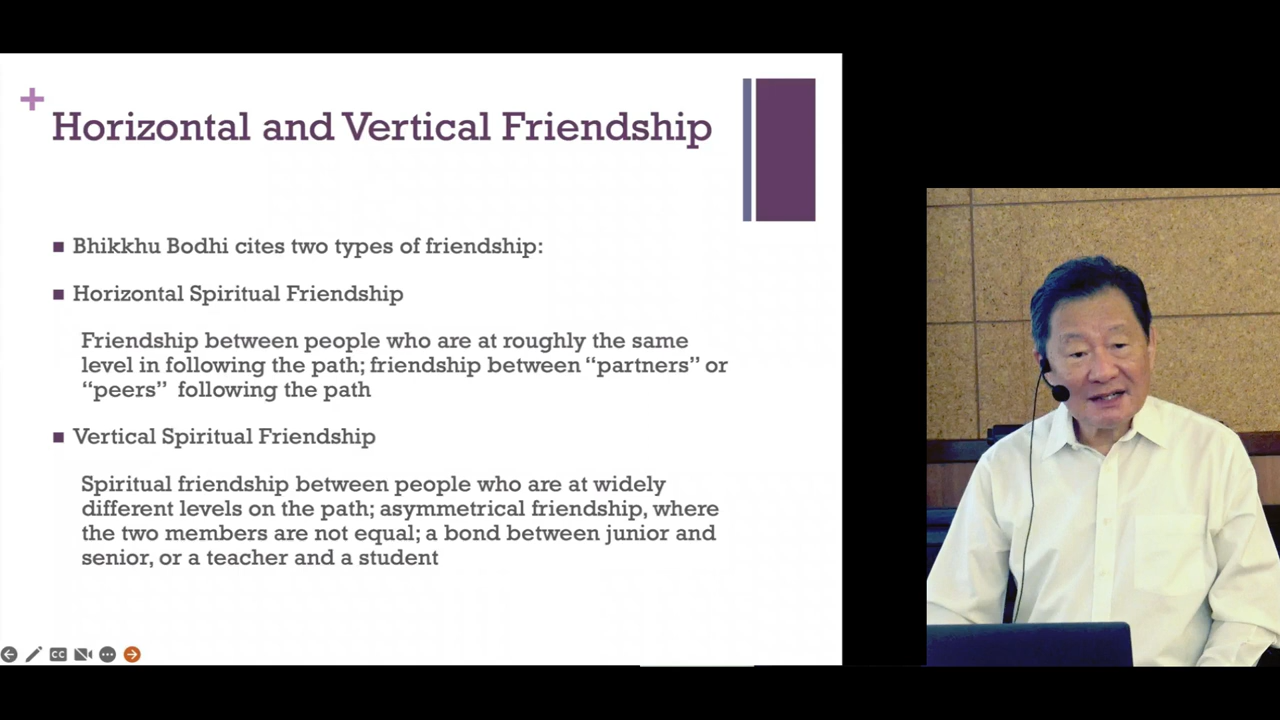 +
Horizontal and Vertical Friendship
■ Bhikkhu Bodhi cites two types of friendship:
■ Horizontal Spiritual Friendship
Friendship between people who are at roughly the same
level in following the path; friendship between “partners” or
“peers”  following the path
■ Vertical Spiritual Friendship
Spiritual friendship between people who are at widely
different levels on the path; asymmetrical friendship, where
the two members are not equal; a bond between junior and
senior, or a teacher and a student
CC